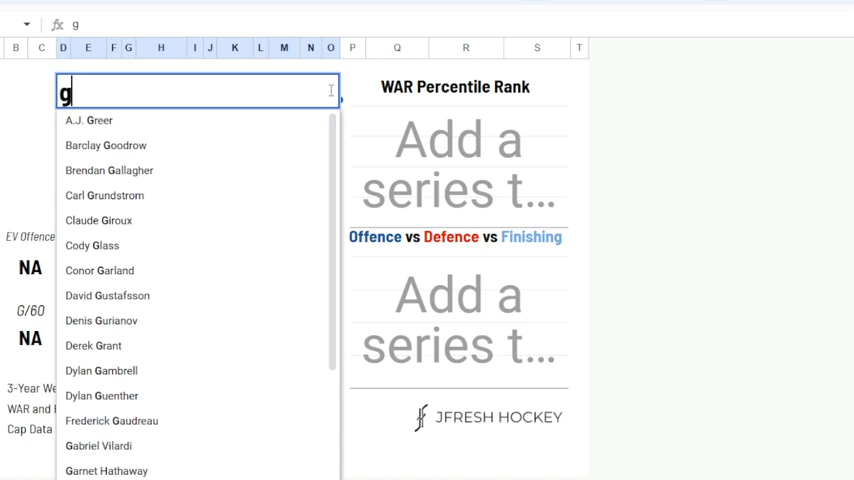 fx g
B C D E F G H I J K L M N O P Q R S T
g
WAR Percentile Rank
A.J. Greer
Barclay Goodrow
Brendan Gallagher
Carl Grundstrom
Claude Giroux
Cody Glass
Conor Garland
David Gustafsson
Denis Gurianov
Derek Grant
Dylan Gambrell
Dylan Guenther
Frederick Gaudreau
Gabriel Vilardi
Garnet Hathaway
Add a
series t...
EV Offence
NA
G/60
NA
3-Year We
WAR and
Cap Data
Offence vs Defence vs Finishing
Add a
series t...
JFRESH HOCKEY